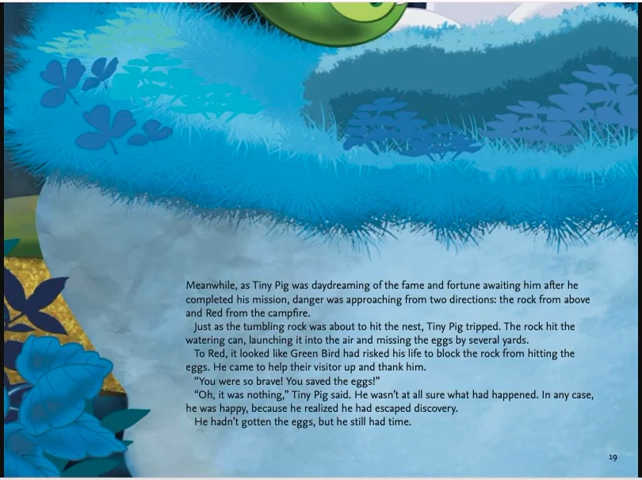 Meanwhile, as Tiny Pig was daydreaming of the fame and fortune awaiting him after he
completed his mission, danger was approaching from two directions: the rock from above
and Red from the campfire.
Just as the tumbling rock was about to hit the nest, Tiny Pig tripped. The rock hit the
watering can, launching it into the air and missing the eggs by several yards.
To Red, it looked like Green Bird had risked his life to block the rock from hitting the
eggs. He came to help their visitor up and thank him.
“You were so brave! You saved the eggs!”
“Oh, it was nothing,” Tiny Pig said. He wasn’t at all sure what had happened. In any case,
he was happy, because he realized he had escaped discovery.
He hadn’t gotten the eggs, but he still had time.
19